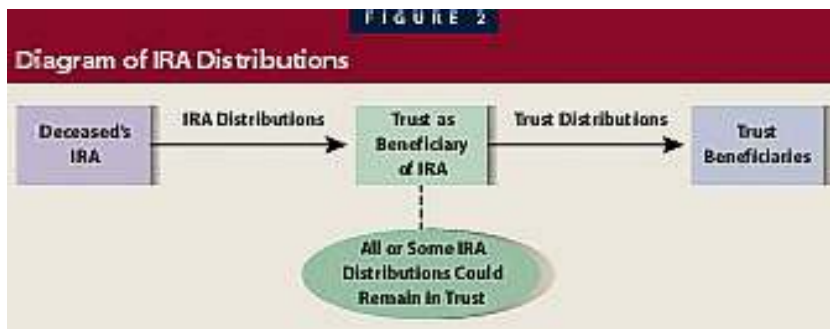 FIGURE 2
Diagram of IRA Distributions
Deceased's
IRA
IRA Distributions
Trust as
Beneficiary
of IRA
Trust Distributions
Trust
Beneficiaries
All or Some IRA
Distributions Could
Remain in Trust